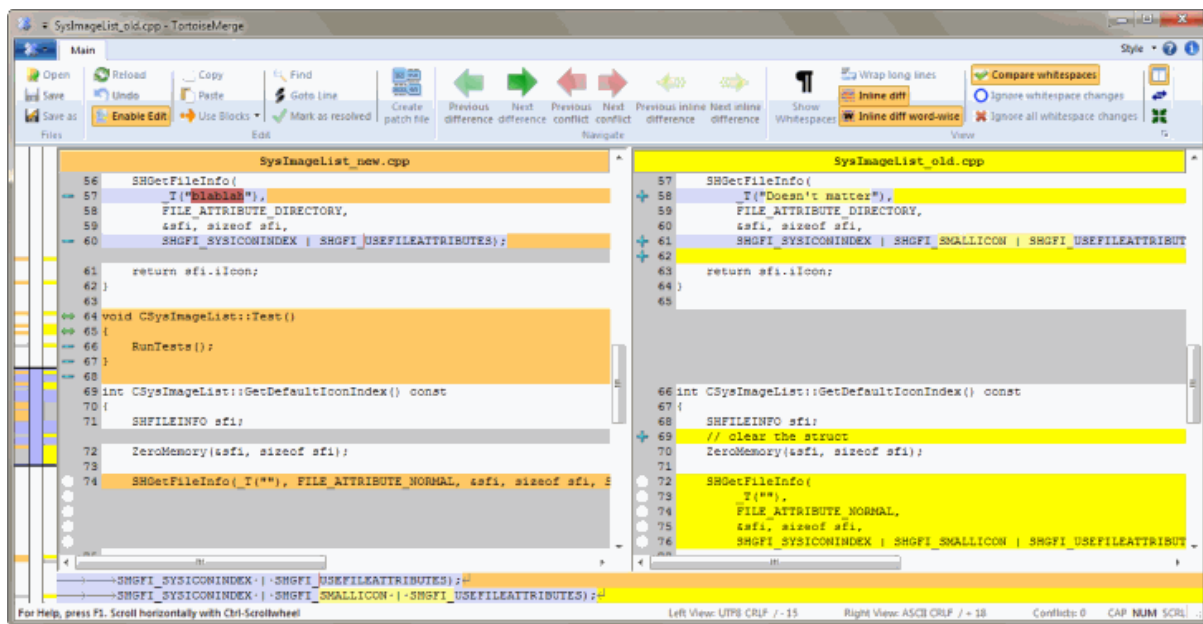 SysImageList_old.cpp - TortoiseMerge
Main
Style
Open
Save
Save as
Files
Reload
Undo
Enable Edit
Copy
Paste
Use Blocks
Find
Goto Line
Mark as resolved
Edit
Create patch file
Previous difference
Next difference
Previous conflict
Next conflict
Previous inline difference
Next inline difference
Navigate
Show Whitespaces
Wrap long lines
Inline diff
Inline diff word-wise
Compare whitespaces
Ignore whitespace changes
Ignore all whitespace changes
View
SysImageList_new.cpp
56 SHGetFileInfo(
57 _T("blablah"),
58 FILE_ATTRIBUTE_DIRECTORY,
59 &sfi, sizeof sfi,
60 SHGFI_SYSICONINDEX | SHGFI_USEFILEATTRIBUTES);
61 return sfi.iIcon;
62 }
63
64 void CSysImageList::Test()
65 {
66 RunTests();
67 }
68
69 int CSysImageList::GetDefaultIconIndex() const
70 {
71 SHFILEINFO sfi;
72 ZeroMemory(&sfi, sizeof sfi);
73
74 SHGetFileInfo(_T(""), FILE_ATTRIBUTE_NORMAL, &sfi, sizeof sfi, S
SysImageList_old.cpp
57 SHGetFileInfo(
58 _T("Doesn't matter"),
59 FILE_ATTRIBUTE_DIRECTORY,
60 &sfi, sizeof sfi,
61 SHGFI_SYSICONINDEX | SHGFI_SMALLICON | SHGFI_USEFILEATTRIBUT
62
63 return sfi.iIcon;
64 }
65
66 int CSysImageList::GetDefaultIconIndex() const
67 {
68 SHFILEINFO sfi;
69 // clear the struct
70 ZeroMemory(&sfi, sizeof sfi);
71
72 SHGetFileInfo(
73 _T(""),
74 FILE_ATTRIBUTE_NORMAL,
75 &sfi, sizeof sfi,
76 SHGFI_SYSICONINDEX | SHGFI_SMALLICON | SHGFI_USEFILEATTRIBUT
SHGFI_SYSICONINDEX·|·SHGFI_USEFILEATTRIBUTES);
SHGFI_SYSICONINDEX·|·SHGFI_SMALLICON·|·SHGFI_USEFILEATTRIBUTES);
For Help, press F1. Scroll horizontally with Ctrl-Scrollwheel
Left View: UTF8 CRLF / - 15
Right View: ASCII CRLF / + 18
Conflicts: 0
CAP NUM SCRL